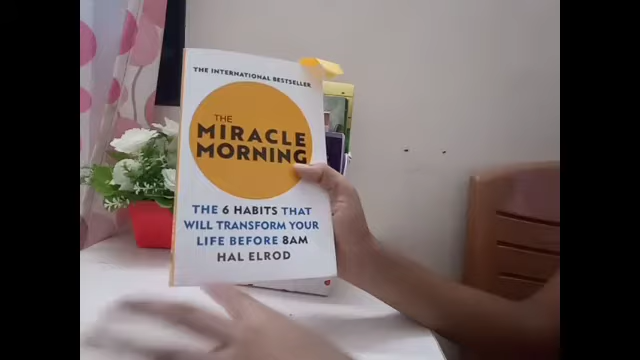 THE INTERNATIONAL BESTSELLER
THE
MIRACLE
MORNING
THE 6 HABITS THAT
WILL TRANSFORM YOUR
LIFE BEFORE 8AM
HAL ELROD